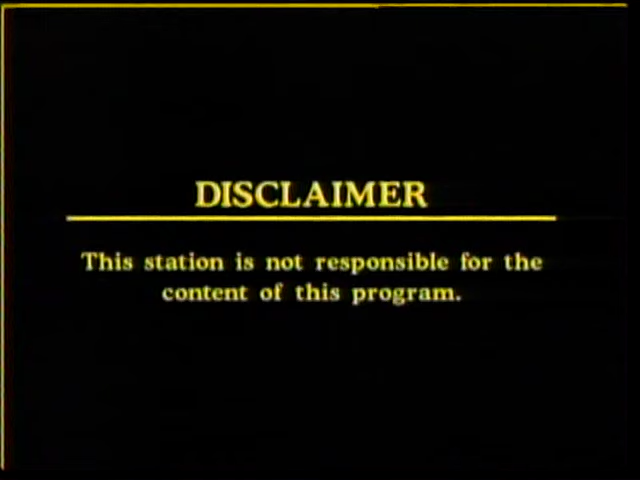 DISCLAIMER
This station is not responsible for the
content of this program.